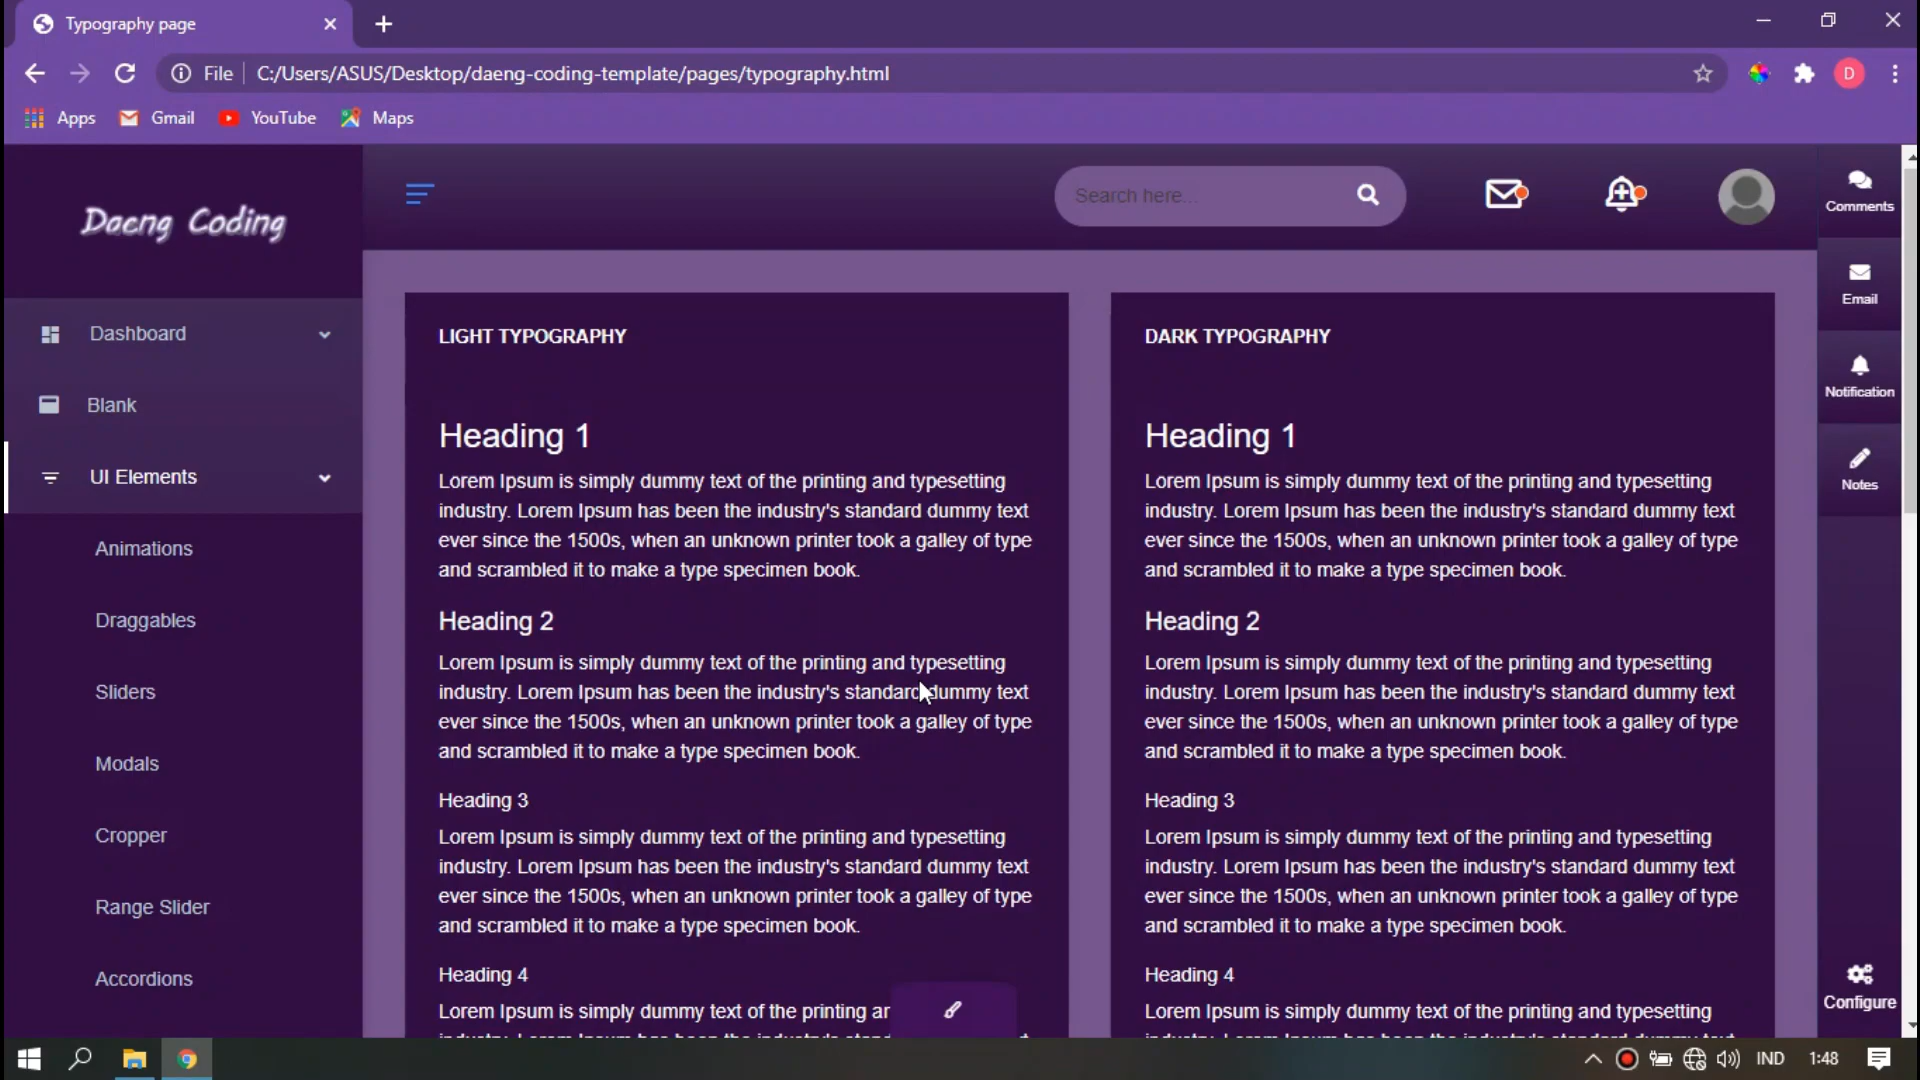 Typography page
File
C:/Users/ASUS/Desktop/daeng-coding-template/pages/typography.html
D
Apps
Gmail
YouTube
Maps
Daeng Coding
Search here...
Comments
Email
Notification
Notes
Configure
Dashboard
Blank
UI Elements
Animations
Draggables
Sliders
Modals
Cropper
Range Slider
Accordions
LIGHT TYPOGRAPHY
Heading 1
Lorem Ipsum is simply dummy text of the printing and typesetting
industry. Lorem Ipsum has been the industry's standard dummy text
ever since the 1500s, when an unknown printer took a galley of type
and scrambled it to make a type specimen book.
Heading 2
Lorem Ipsum is simply dummy text of the printing and typesetting
industry. Lorem Ipsum has been the industry's standard dummy text
ever since the 1500s, when an unknown printer took a galley of type
and scrambled it to make a type specimen book.
Heading 3
Lorem Ipsum is simply dummy text of the printing and typesetting
industry. Lorem Ipsum has been the industry's standard dummy text
ever since the 1500s, when an unknown printer took a galley of type
and scrambled it to make a type specimen book.
Heading 4
Lorem Ipsum is simply dummy text of the printing
DARK TYPOGRAPHY
Heading 1
Lorem Ipsum is simply dummy text of the printing and typesetting
industry. Lorem Ipsum has been the industry's standard dummy text
ever since the 1500s, when an unknown printer took a galley of type
and scrambled it to make a type specimen book.
Heading 2
Lorem Ipsum is simply dummy text of the printing and typesetting
industry. Lorem Ipsum has been the industry's standard dummy text
ever since the 1500s, when an unknown printer took a galley of type
and scrambled it to make a type specimen book.
Heading 3
Lorem Ipsum is simply dummy text of the printing and typesetting
industry. Lorem Ipsum has been the industry's standard dummy text
ever since the 1500s, when an unknown printer took a galley of type
and scrambled it to make a type specimen book.
Heading 4
Lorem Ipsum is simply dummy text of the printing and typesetting
IND
1:48